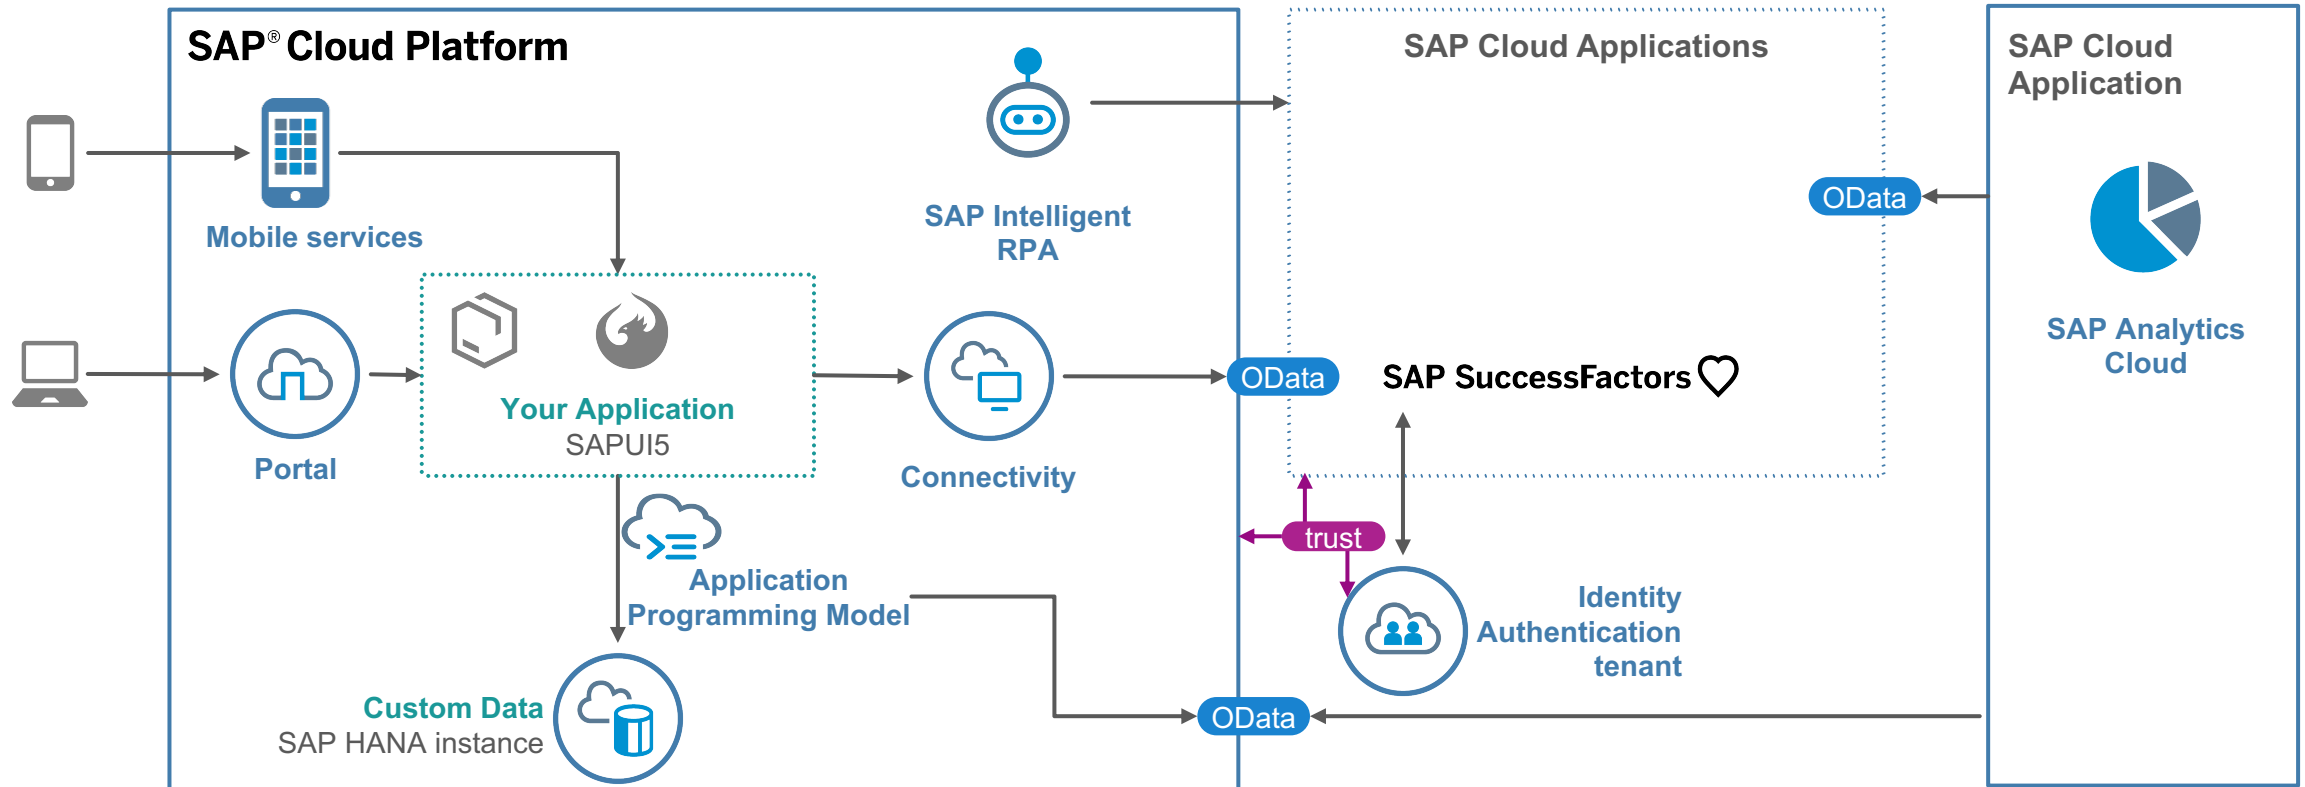 SAP® Cloud Platform
SAP Cloud Applications
SAP Cloud
Application
Mobile services
SAP Intelligent
RPA
OData
SAP Analytics
Cloud
Portal
Your Application
SAPUI5
Connectivity
OData
SAP SuccessFactors
trust
Application
Programming Model
Identity
Authentication
tenant
Custom Data
SAP HANA instance
OData